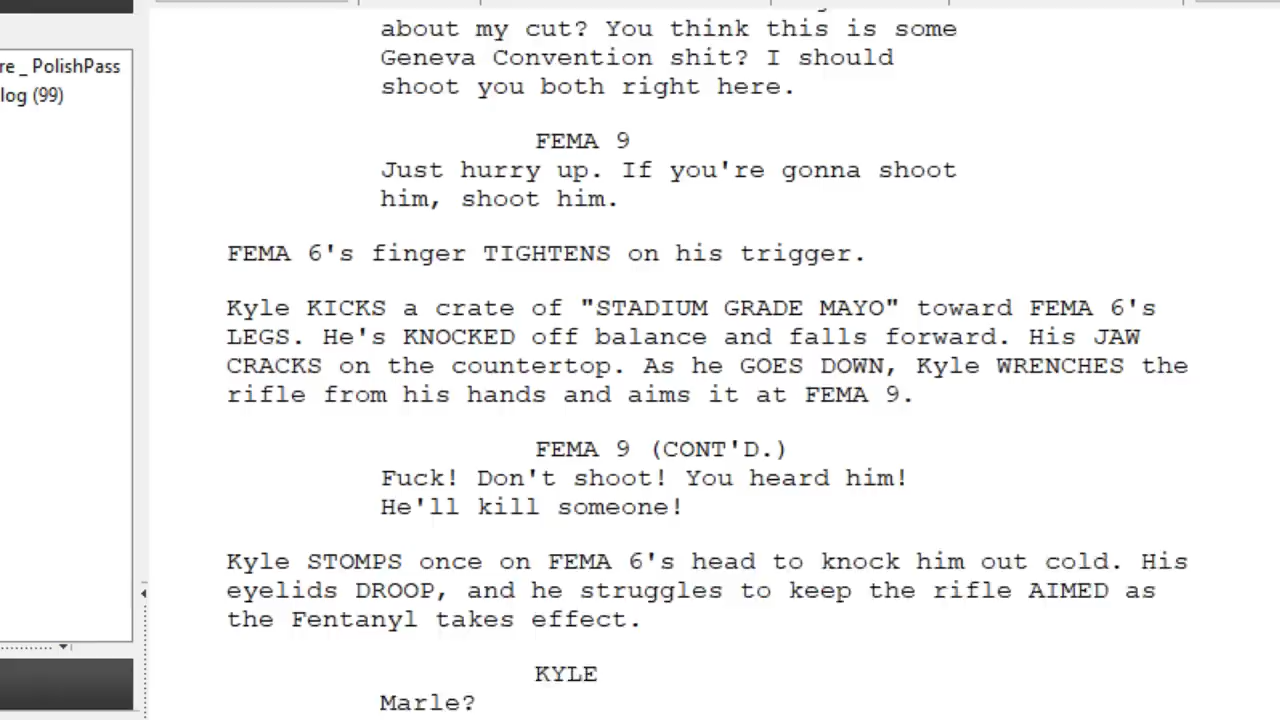 about my cut? You think this is some
Geneva Convention shit? I should
shoot you both right here.
FEMA 9
Just hurry up. If you're gonna shoot
him, shoot him.
FEMA 6's finger TIGHTENS on his trigger.
Kyle KICKS a crate of "STADIUM GRADE MAYO" toward FEMA 6's
LEGS. He's KNOCKED off balance and falls forward. His JAW
CRACKS on the countertop. As he GOES DOWN, Kyle WRENCHES the
rifle from his hands and aims it at FEMA 9.
FEMA 9 (CONT'D.)
Fuck! Don't shoot! You heard him!
He'll kill someone!
Kyle STOMPS once on FEMA 6's head to knock him out cold. His
eyelids DROOP, and he struggles to keep the rifle AIMED as
the Fentanyl takes effect.
KYLE
Marle?
re _ PolishPass
log (99)